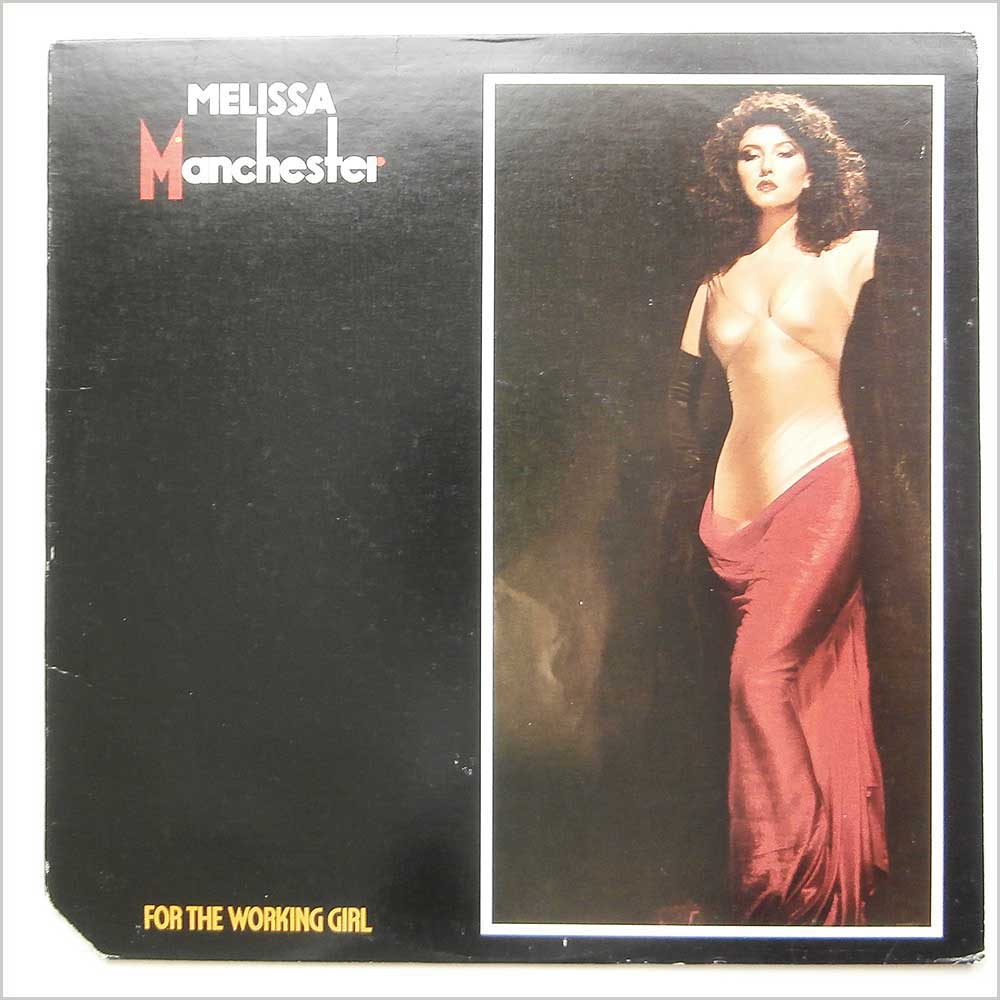 MELISSA
Manchester
FOR THE WORKING GIRL